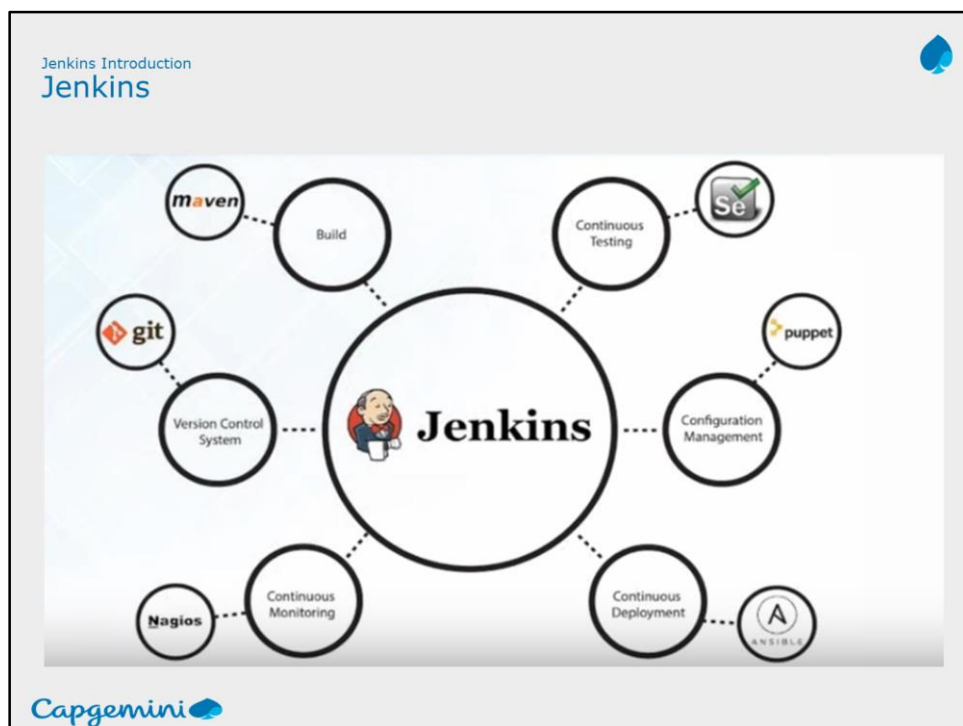 Jenkins Introduction
Jenkins
maven
Build
Continuous
Testing
Se
git
puppet
Version Control
System
Jenkins
Configuration
Management
Nagios
Continuous
Monitoring
Continuous
Deployment
A
ANSIBLE
Capgemini